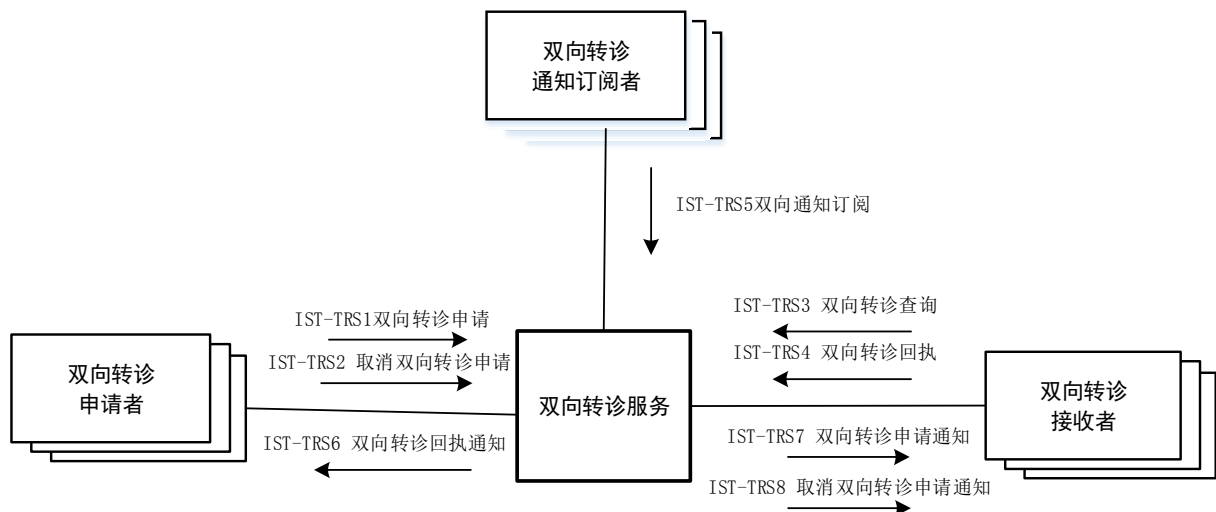 双向转诊
通知订阅者
IST-TRS5双向通知订阅
IST-TRS1双向转诊申请
IST-TRS2 取消双向转诊申请
IST-TRS3 双向转诊查询
IST-TRS4 双向转诊回执
双向转诊
申请者
双向转诊服务
双向转诊
接收者
IST-TRS6 双向转诊回执通知
IST-TRS7 双向转诊申请通知
IST-TRS8 取消双向转诊申请通知